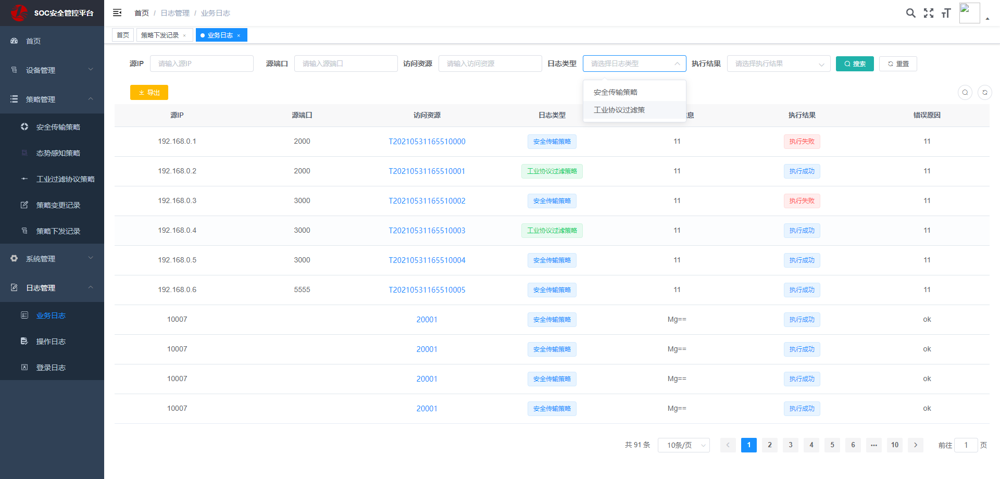 SOC安全管控平台
首页 / 日志管理 / 业务日志
首页 策略下发记录 × 业务日志 ×
首页
设备管理
策略管理
安全传输策略
态势感知策略
工业过滤协议策略
策略变更记录
策略下发记录
系统管理
日志管理
业务日志
操作日志
登录日志
源IP 请输入源IP 源端口 请输入源端口 访问资源 请输入访问资源 日志类型 请选择日志类型 执行结果 请选择执行结果 搜索 重置
导出
安全传输策略
工业协议过滤策
源IP 源端口 访问资源 日志类型 息 执行结果 错误原因
192.168.0.1 2000 T20210531165510000 安全传输策略 11 执行失败 11
192.168.0.2 2000 T20210531165510001 工业协议过滤策略 11 执行成功 11
192.168.0.3 3000 T20210531165510002 安全传输策略 11 执行失败 11
192.168.0.4 3000 T20210531165510003 工业协议过滤策略 11 执行成功 11
192.168.0.5 3000 T20210531165510004 安全传输策略 11 执行成功 11
192.168.0.6 5555 T20210531165510005 安全传输策略 11 执行成功 11
10007 20001 安全传输策略 Mg== 执行成功 ok
10007 20001 安全传输策略 Mg== 执行成功 ok
10007 20001 安全传输策略 Mg== 执行成功 ok
10007 20001 安全传输策略 Mg== 执行成功 ok
共 91 条 10条/页 1 2 3 4 5 6 ••• 10 前往 1 页